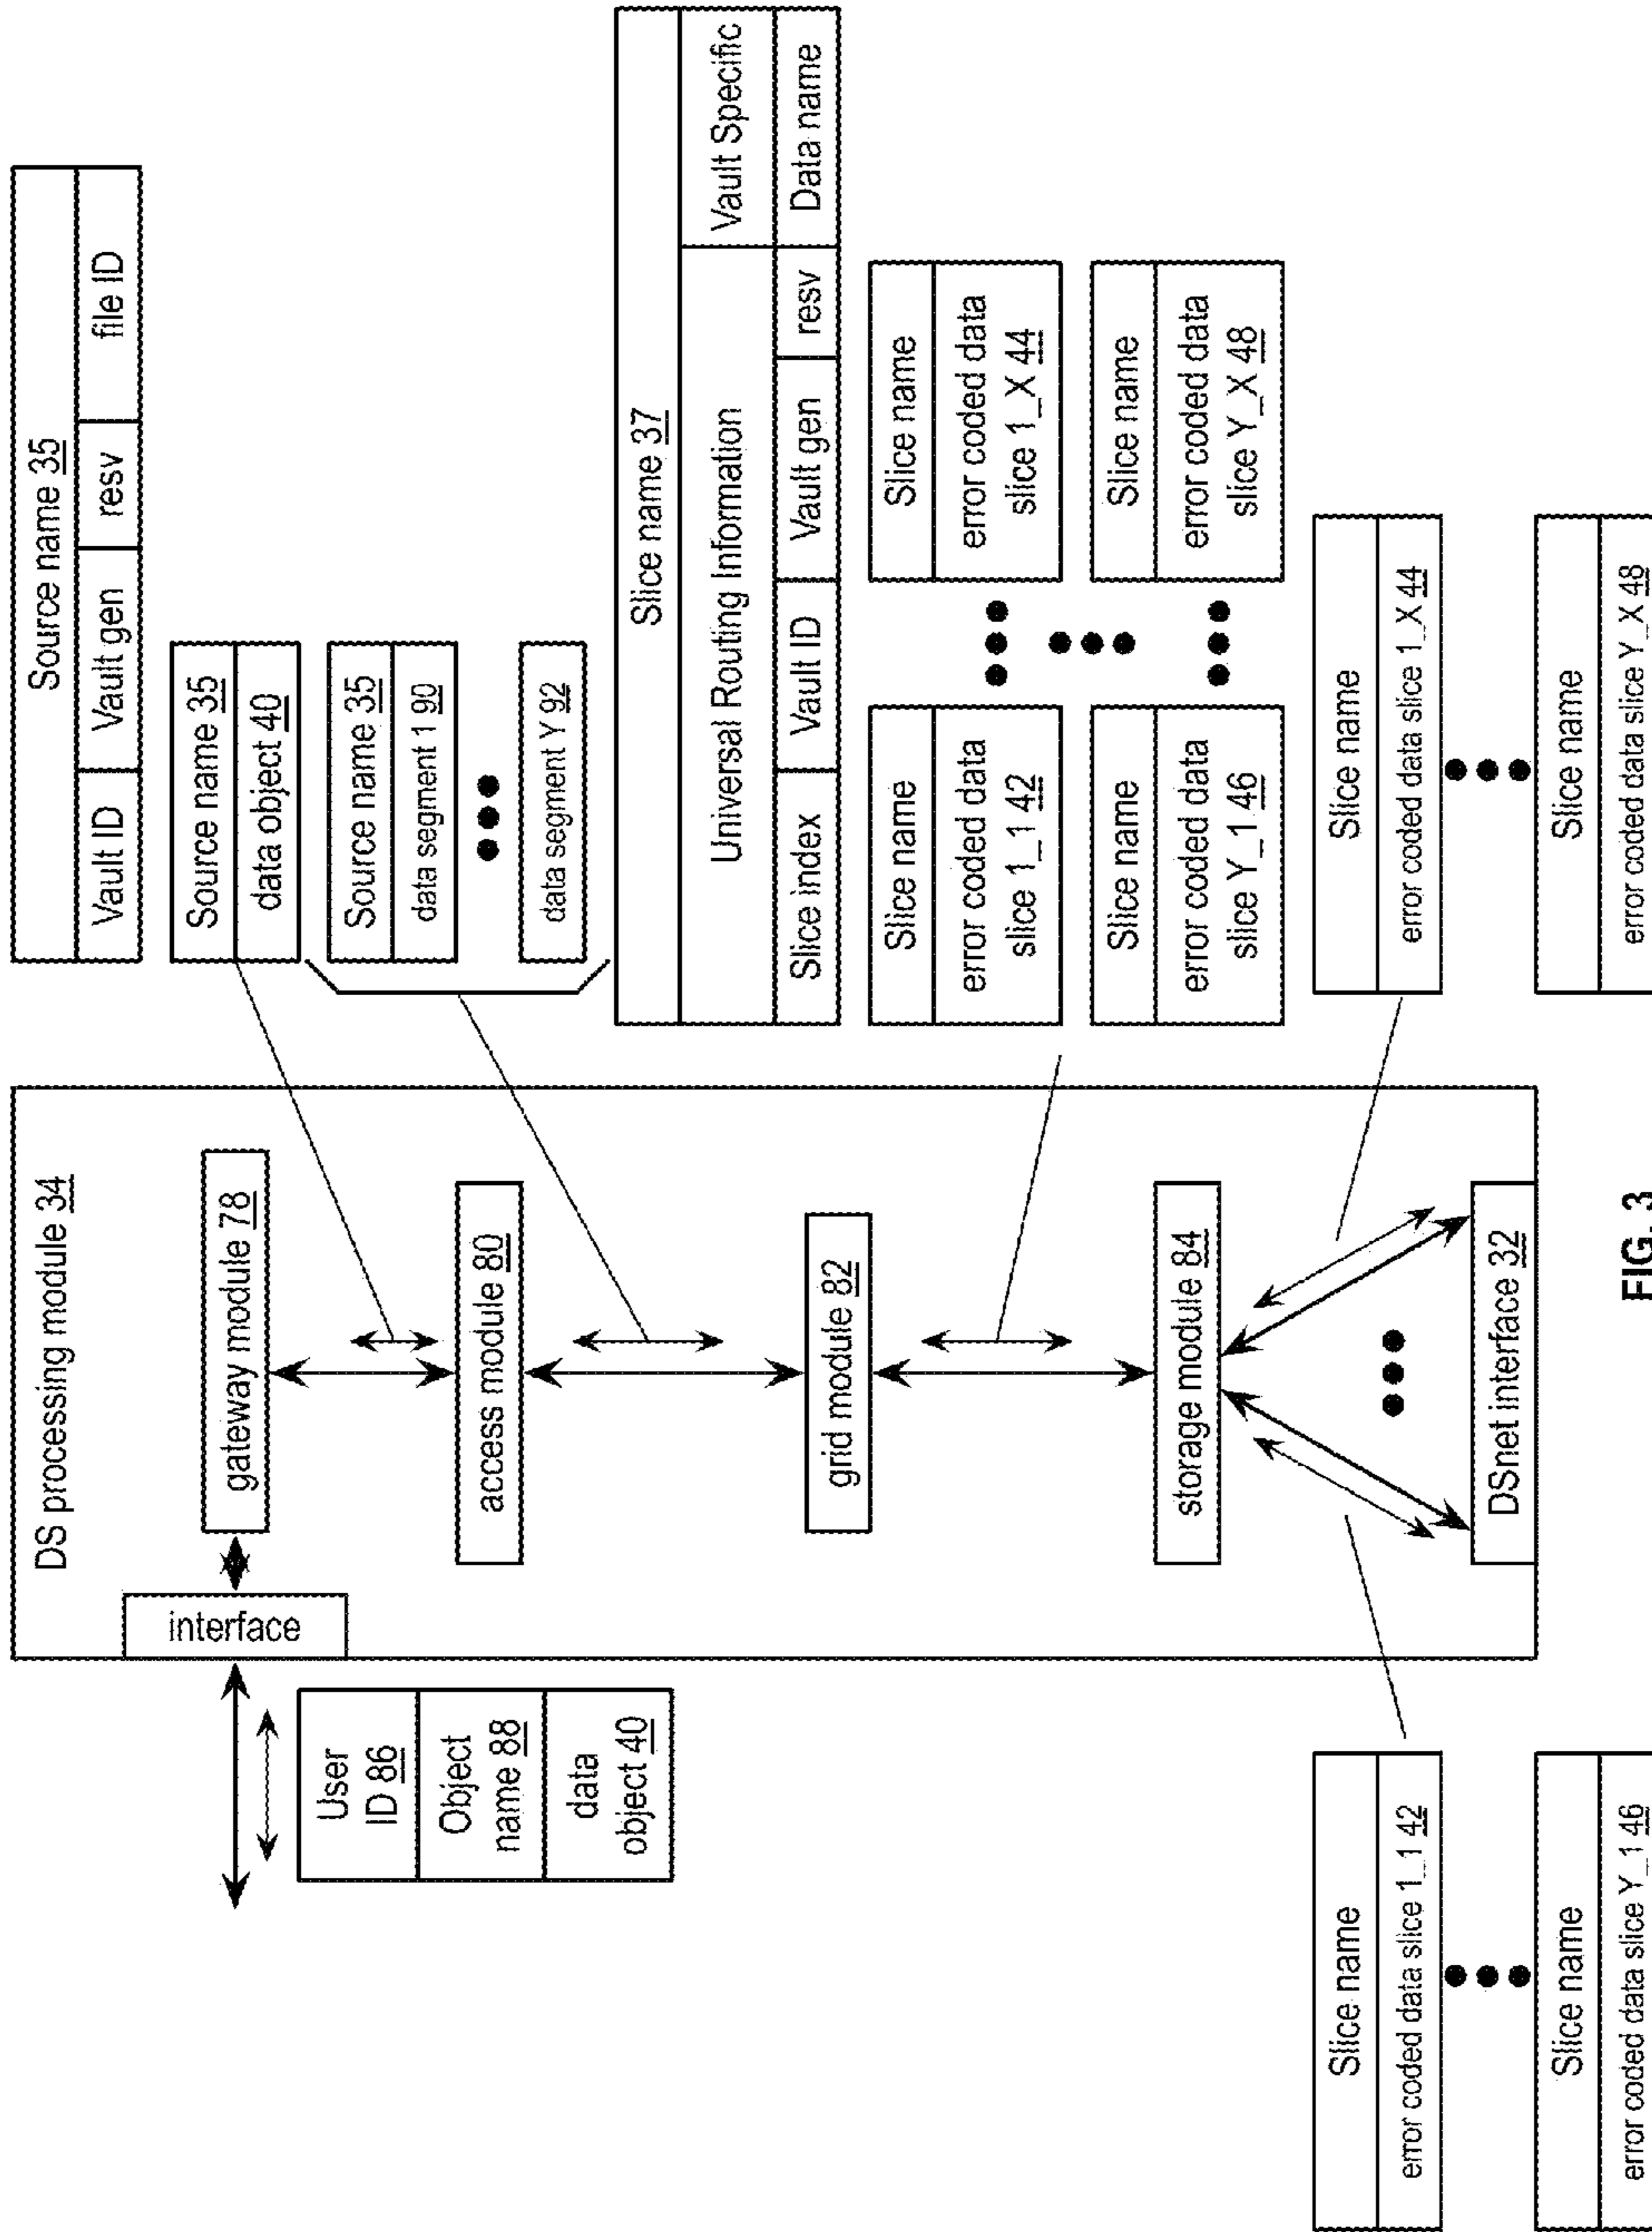 DS processing module 34
interface
gateway module 78
access module 80
grid module 82
storage module 84
DSnet interface 32
User
ID 86
Object
name 88
data
object 40
Source name 35
Vault ID
Vault gen
resv
file ID
Source name 35
data object 40
Source name 35
data segment 1 90
data segment Y 92
Slice name 37
Universal Routing Information
Vault Specific
Slice index
Vault ID
Vault gen
resv
Data name
Slice name
error coded data
slice 1_1 42
Slice name
error coded data
slice 1_X 44
Slice name
error coded data
slice Y_1 46
Slice name
error coded data
slice Y_X 48
Slice name
error coded data slice 1_1 42
Slice name
error coded data slice Y_1 46
Slice name
error coded data slice 1_X 44
Slice name
error coded data slice Y_X 48
FIG. 3